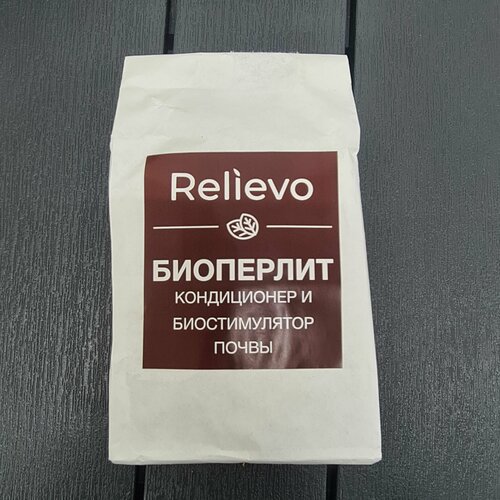 Relievo
БИОПЕРЛИТ
КОНДИЦИОНЕР И
БИОСТИМУЛЯТОР
ПОЧВЫ